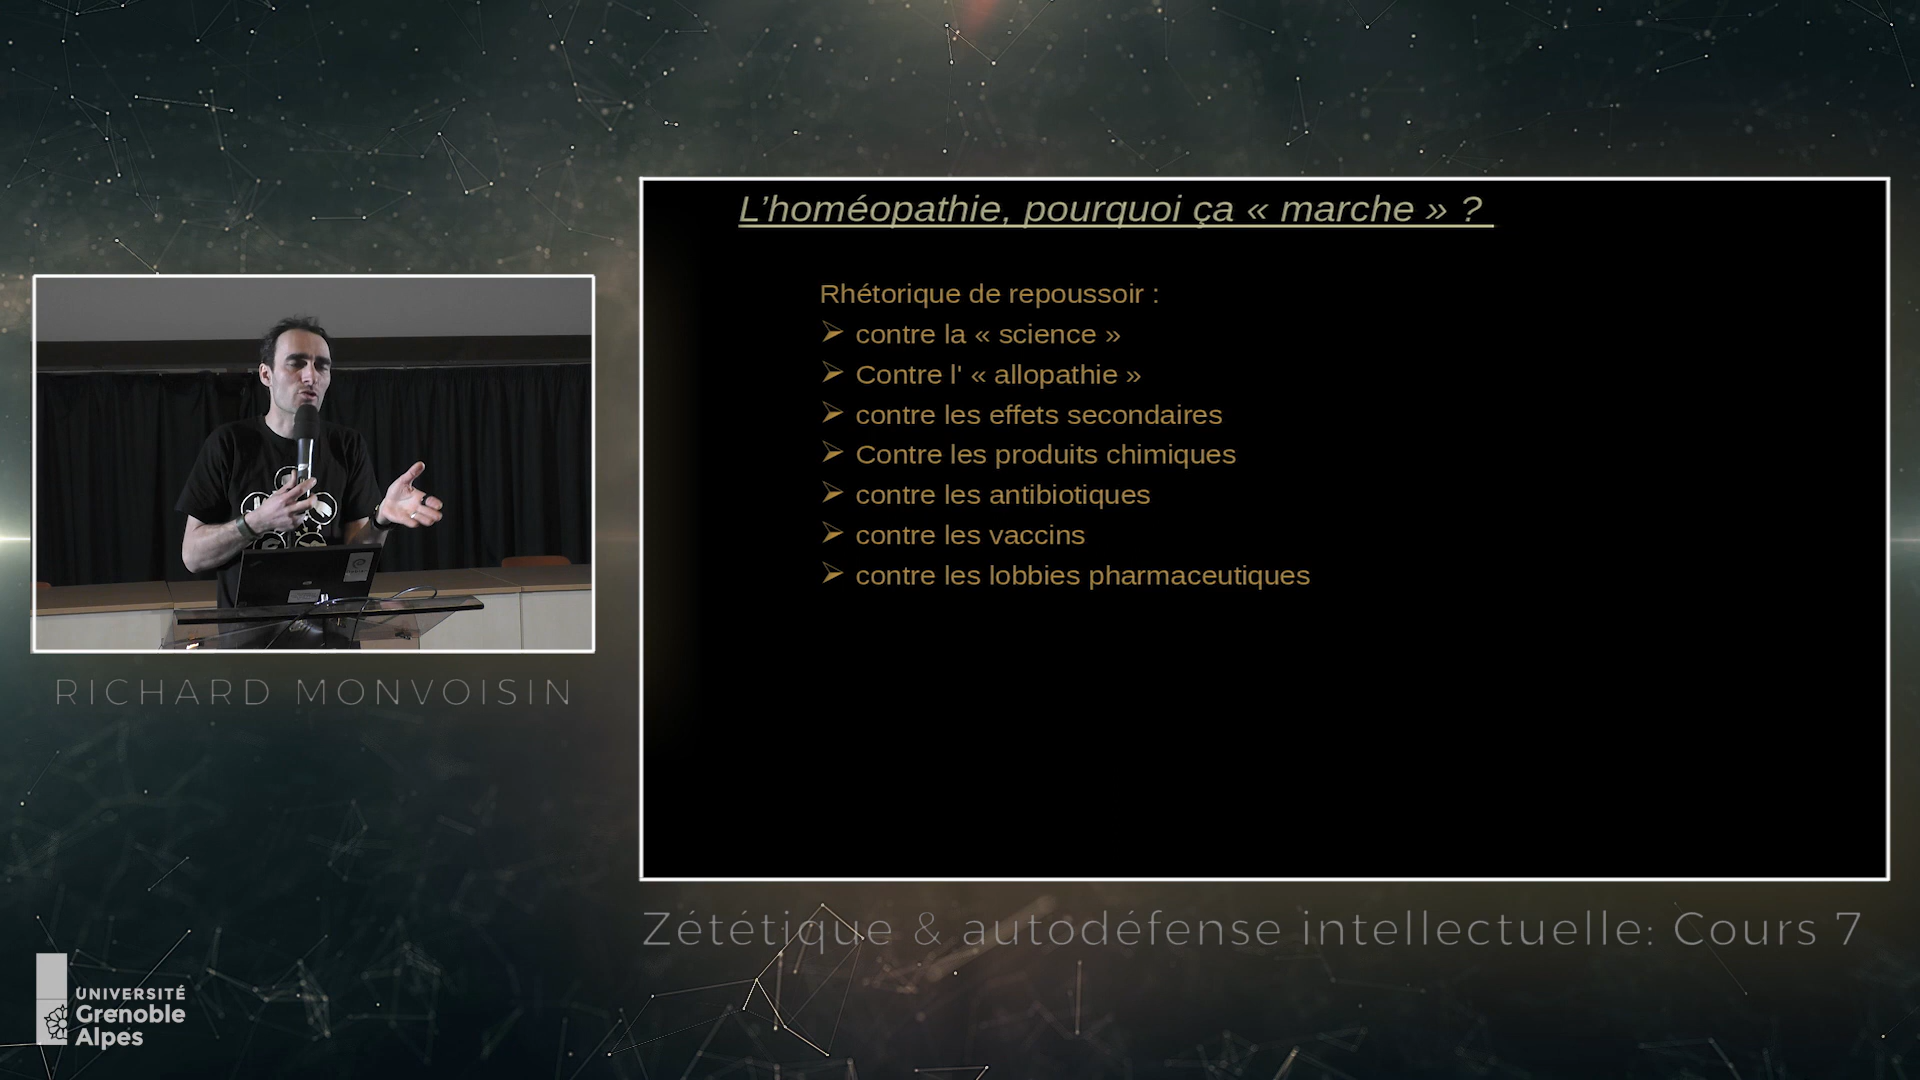 L’homéopathie, pourquoi ça « marche » ?
Rhétorique de repoussoir :
➢ contre la « science »
➢ Contre l' « allopathie »
➢ contre les effets secondaires
➢ Contre les produits chimiques
➢ contre les antibiotiques
➢ contre les vaccins
➢ contre les lobbies pharmaceutiques
RICHARD MONVOISIN
Zététique & autodéfense intellectuelle: Cours 7
UNIVERSITÉ
Grenoble
Alpes